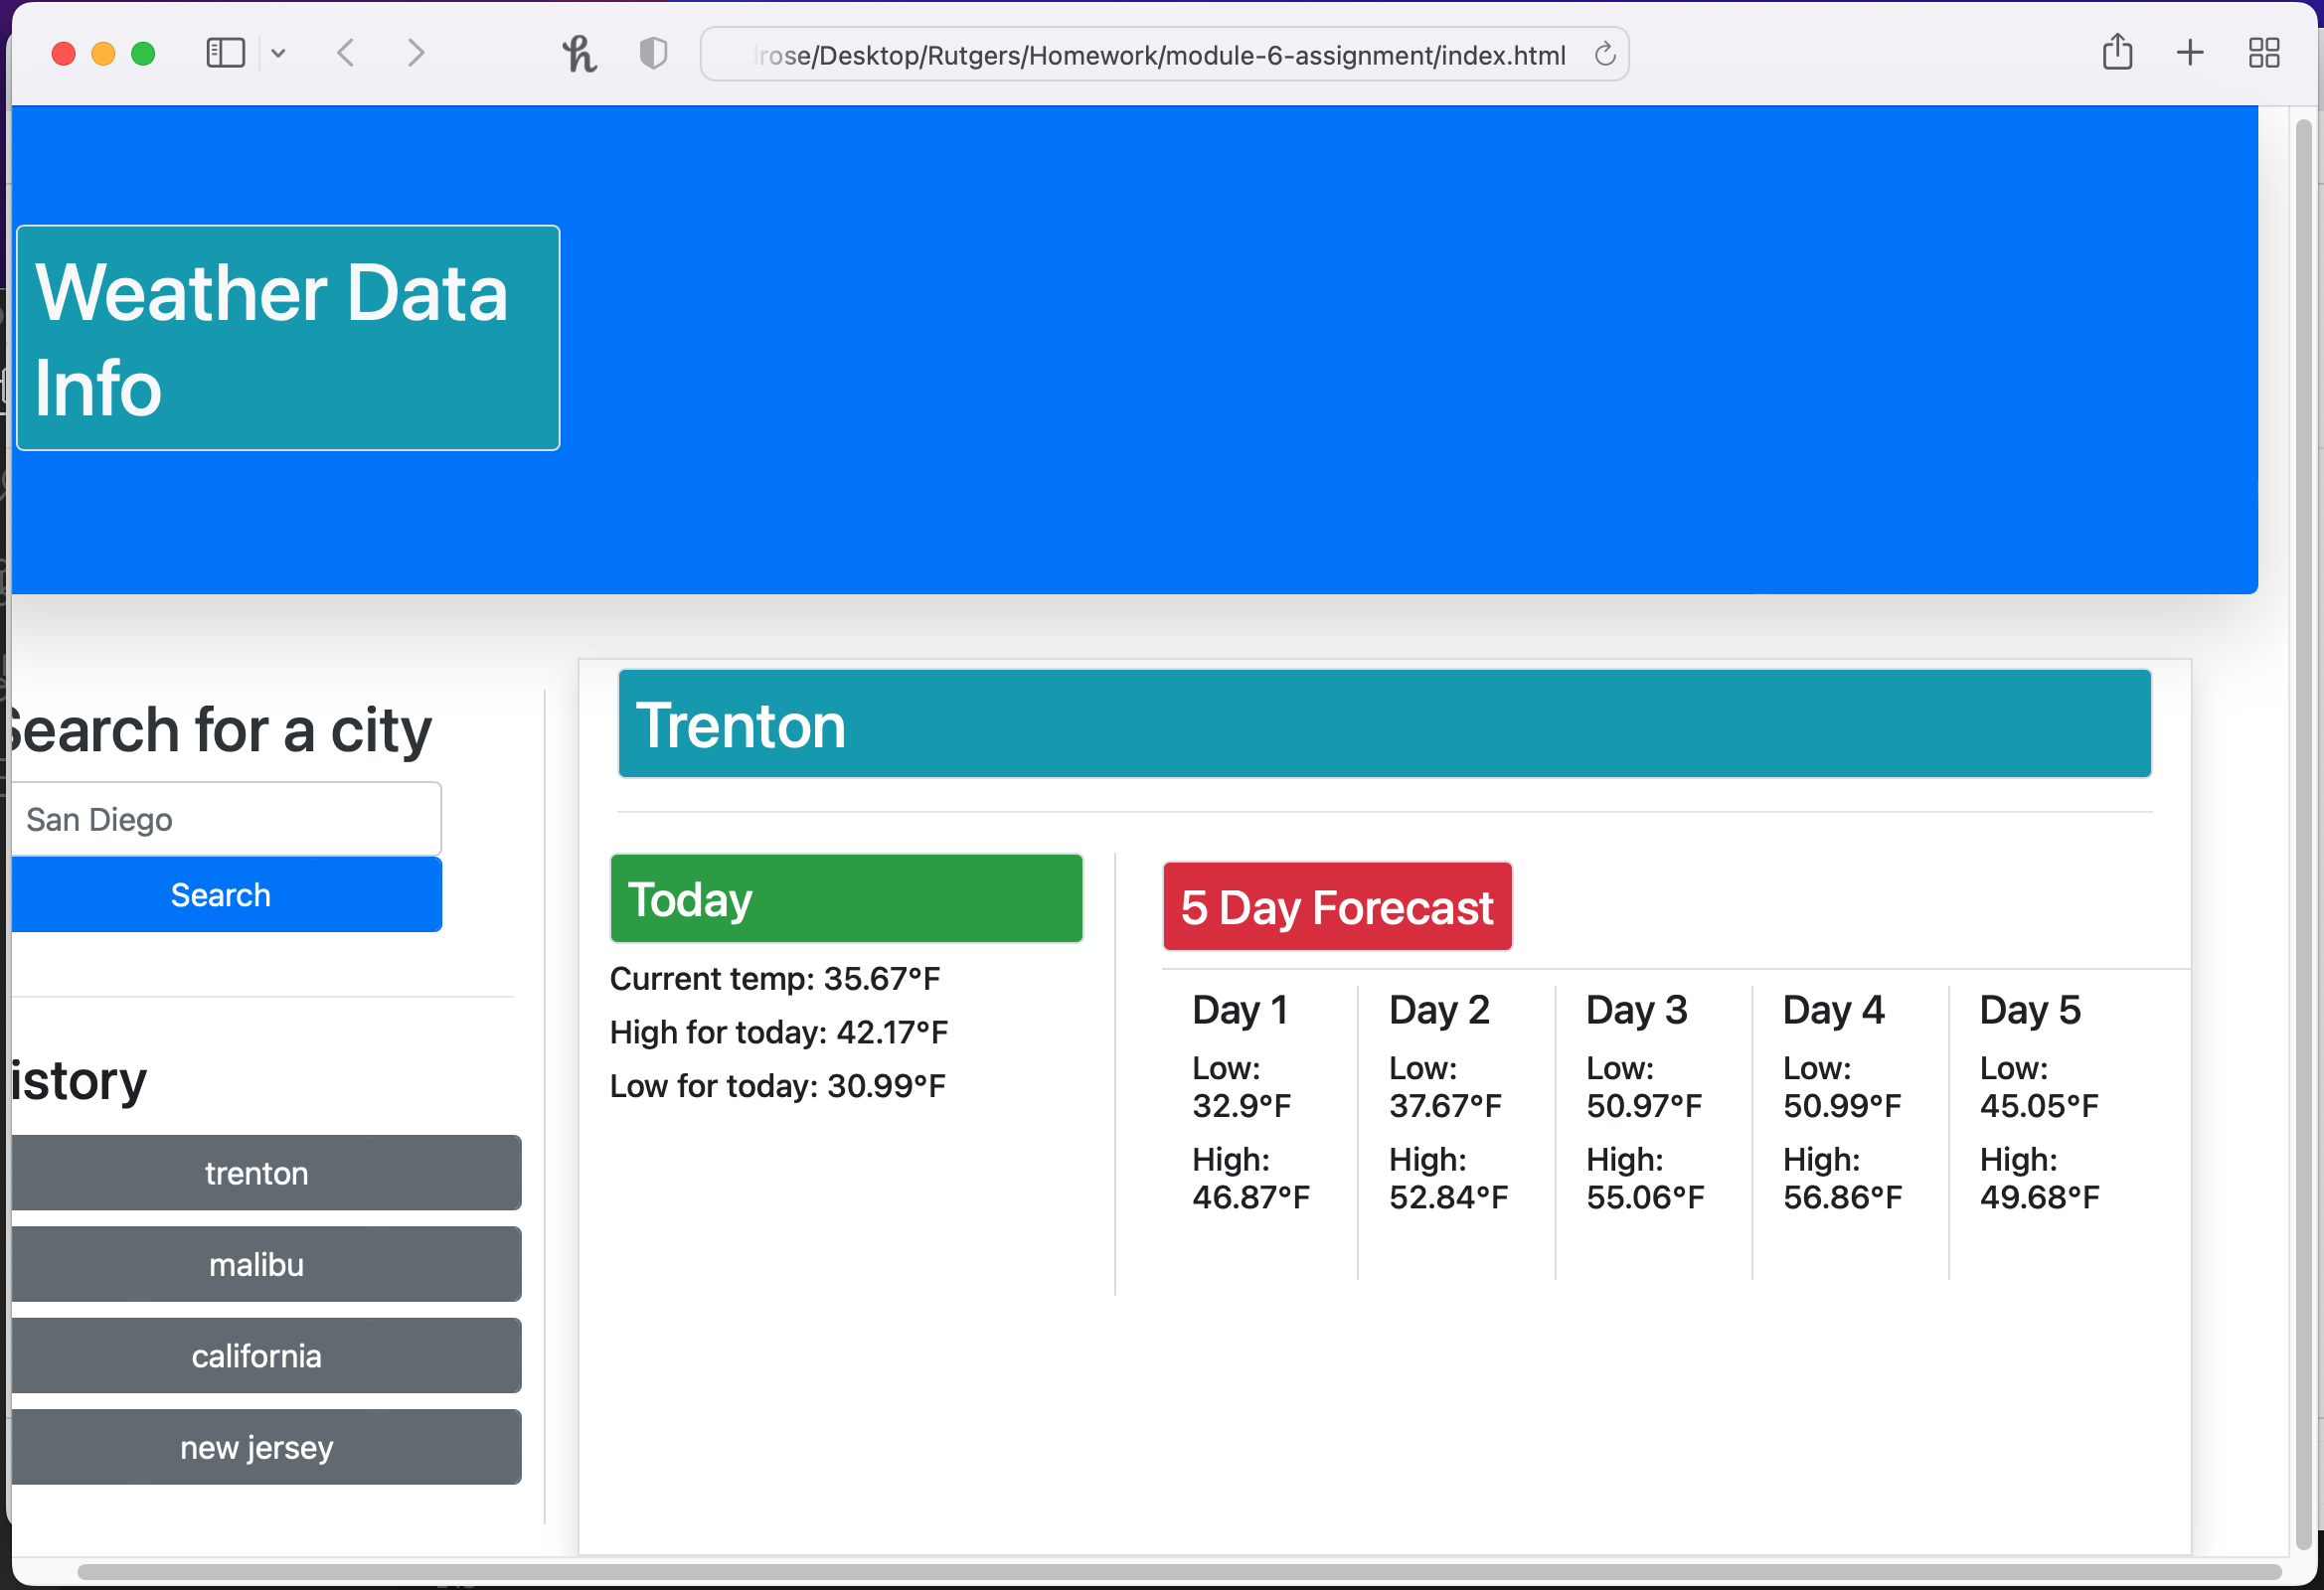 rose/Desktop/Rutgers/Homework/module-6-assignment/index.html
Weather Data
Info
Search for a city
San Diego
Search
istory
trenton
malibu
california
new jersey
Trenton
Today
Current temp: 35.67°F
High for today: 42.17°F
Low for today: 30.99°F
5 Day Forecast
Day 1
Low:
32.9°F
High:
46.87°F
Day 2
Low:
37.67°F
High:
52.84°F
Day 3
Low:
50.97°F
High:
55.06°F
Day 4
Low:
50.99°F
High:
56.86°F
Day 5
Low:
45.05°F
High:
49.68°F